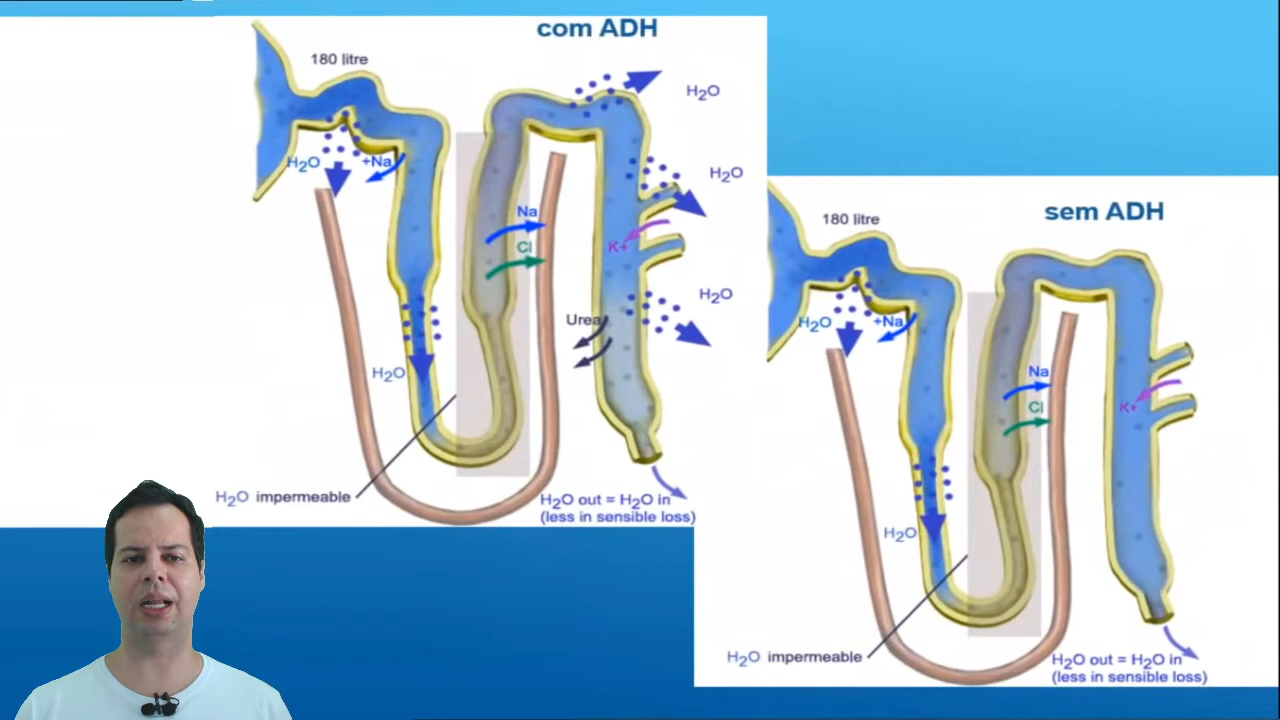 com ADH
180 litre
H₂O
H₂O
+Na
H₂O
Na
K+
Cl
H₂O
Urea
H₂O
H₂O impermeable
H₂O out = H₂O in
(less in sensible loss)
sem ADH
180 litre
H₂O
+Na
Na
K+
Cl
H₂O
H₂O impermeable
H₂O out = H₂O in
(less in sensible loss)